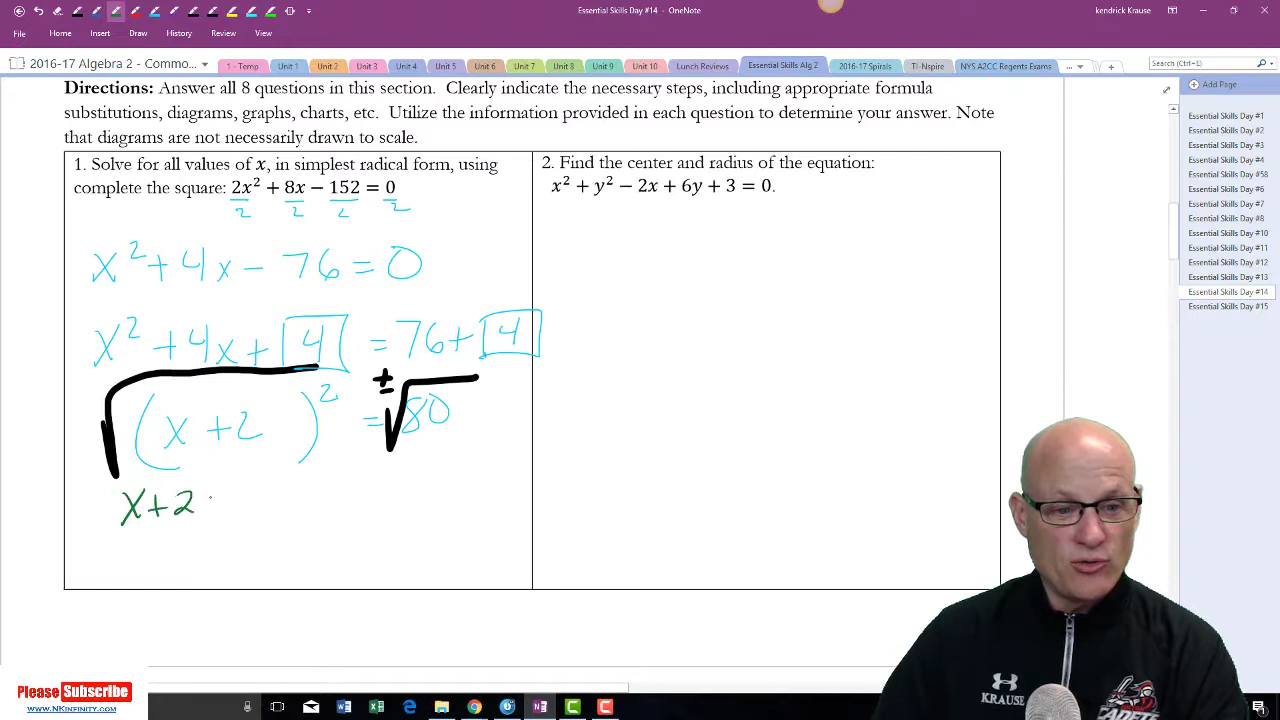 Essential Skills Day #14 - OneNote
kendrick Krause
File Home Insert Draw History Review View
2016-17 Algebra 2 - Commo...
1 - Temp Unit 1 Unit 2 Unit 3 Unit 4 Unit 5 Unit 6 Unit 7 Unit 8 Unit 9 Unit 10 Lunch Reviews Essential Skills Alg 2 2016-17 Spirals TI-Nspire NYS A2CC Regents Exams ...
Search (Ctrl+E)
Add Page
Essential Skills Day #1
Essential Skills Day #2
Essential Skills Day #3
Essential Skills Day #4
Essential Skills Day #58
Essential Skills Day #6
Essential Skills Day #7
Essential Skills Day #8
Essential Skills Day #9
Essential Skills Day #10
Essential Skills Day #11
Essential Skills Day #12
Essential Skills Day #13
Essential Skills Day #14
Essential Skills Day #15
Directions: Answer all 8 questions in this section. Clearly indicate the necessary steps, including appropriate formula
substitutions, diagrams, graphs, charts, etc. Utilize the information provided in each question to determine your answer. Note
that diagrams are not necessarily drawn to scale.
1. Solve for all values of x, in simplest radical form, using
complete the square: 2x² + 8x − 152 = 0
2 2 2 2
x² + 4x − 76 = 0
x² + 4x + 4 = 76 + 4
√(x + 2)² = ±√80
x + 2
2. Find the center and radius of the equation:
x² + y² − 2x + 6y + 3 = 0.
KRAUSE
Please Subscribe
www.NKinfinity.com